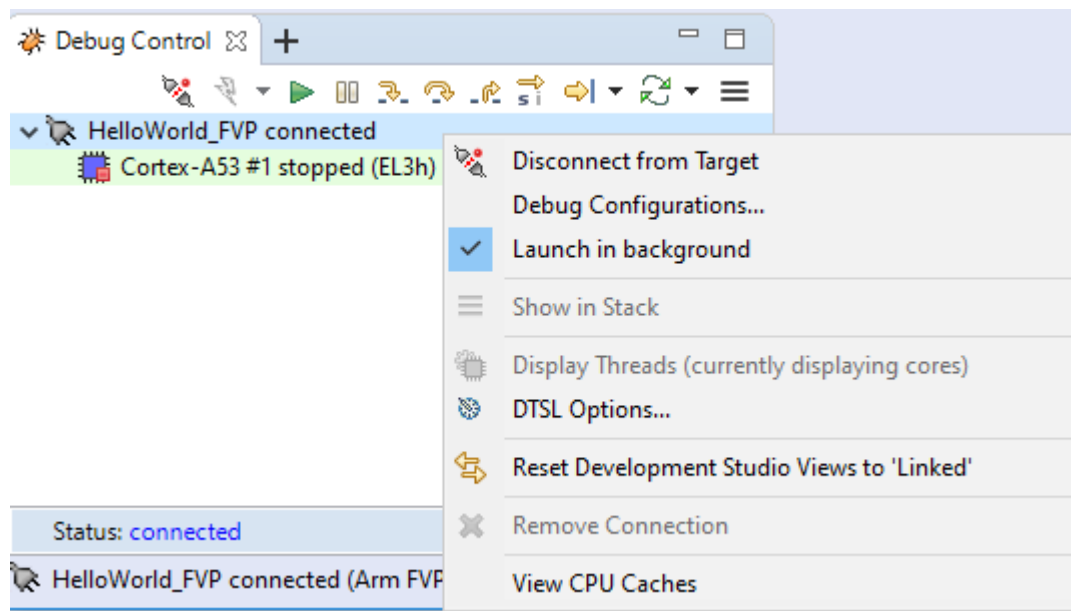 Debug Control
si
HelloWorld_FVP connected
Cortex-A53 #1 stopped (EL3h)
Disconnect from Target
Debug Configurations...
Launch in background
Show in Stack
Display Threads (currently displaying cores)
DTSL Options...
Reset Development Studio Views to 'Linked'
Remove Connection
View CPU Caches
Status: connected
HelloWorld_FVP connected (Arm FVP